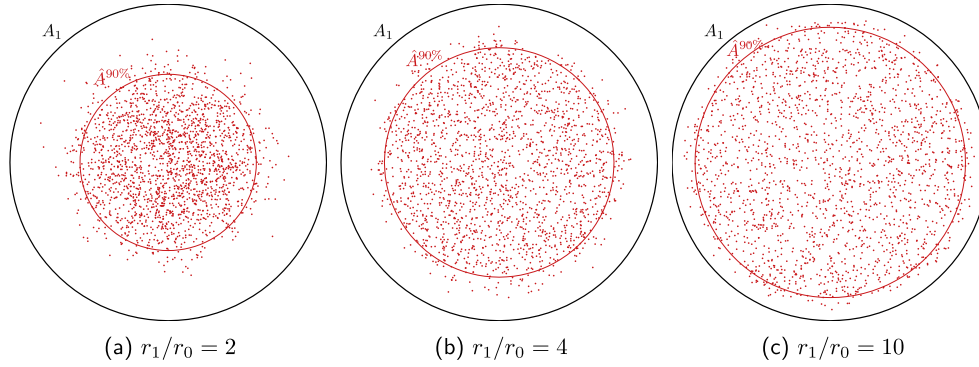 A₁
Â⁹⁰%
A₁
Â⁹⁰%
A₁
Â⁹⁰%
(a) r₁/r₀ = 2
(b) r₁/r₀ = 4
(c) r₁/r₀ = 10